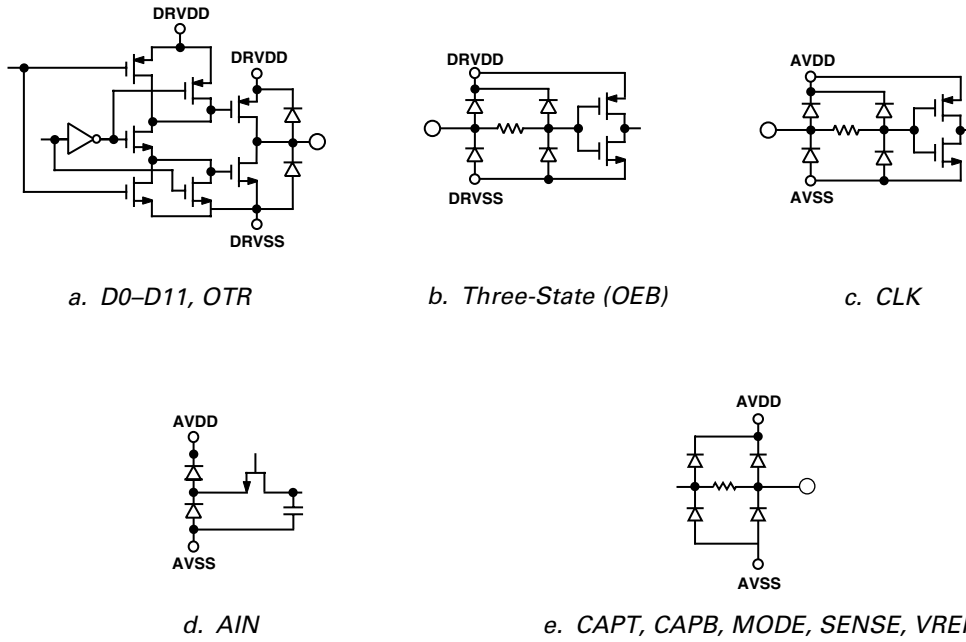 DRVDD
DRVDD
DRVSS
a. D0–D11, OTR
DRVDD
DRVSS
b. Three-State (OEB)
AVDD
AVSS
c. CLK
AVDD
AVSS
d. AIN
AVDD
AVSS
e. CAPT, CAPB, MODE, SENSE,